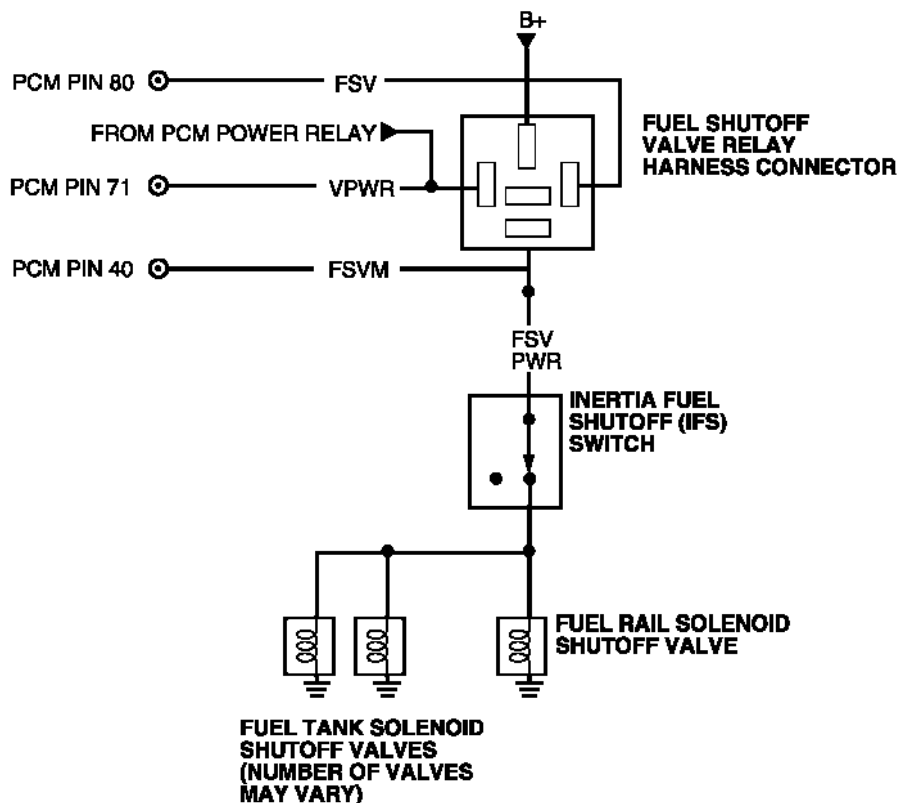 B+
PCM PIN 80
FSV
FUEL SHUTOFF
VALVE RELAY
HARNESS CONNECTOR
FROM PCM POWER RELAY
PCM PIN 71
VPWR
PCM PIN 40
FSVM
FSV
PWR
INERTIA FUEL
SHUTOFF (IFS)
SWITCH
FUEL RAIL SOLENOID
SHUTOFF VALVE
FUEL TANK SOLENOID
SHUTOFF VALVES
(NUMBER OF VALVES
MAY VARY)